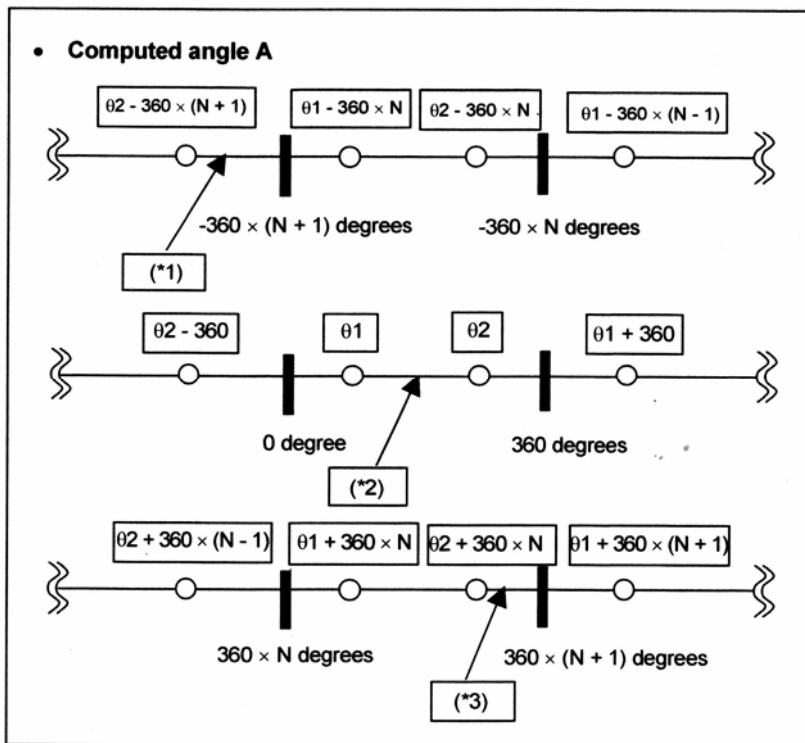 • Computed angle A
θ2 - 360 × (N + 1) θ1 - 360 × N θ2 - 360 × N θ1 - 360 × (N - 1)
-360 × (N + 1) degrees -360 × N degrees
(*1)
θ2 - 360 θ1 θ2 θ1 + 360
0 degree 360 degrees
(*2)
θ2 + 360 × (N - 1) θ1 + 360 × N θ2 + 360 × N θ1 + 360 × (N + 1)
360 × N degrees 360 × (N + 1) degrees
(*3)